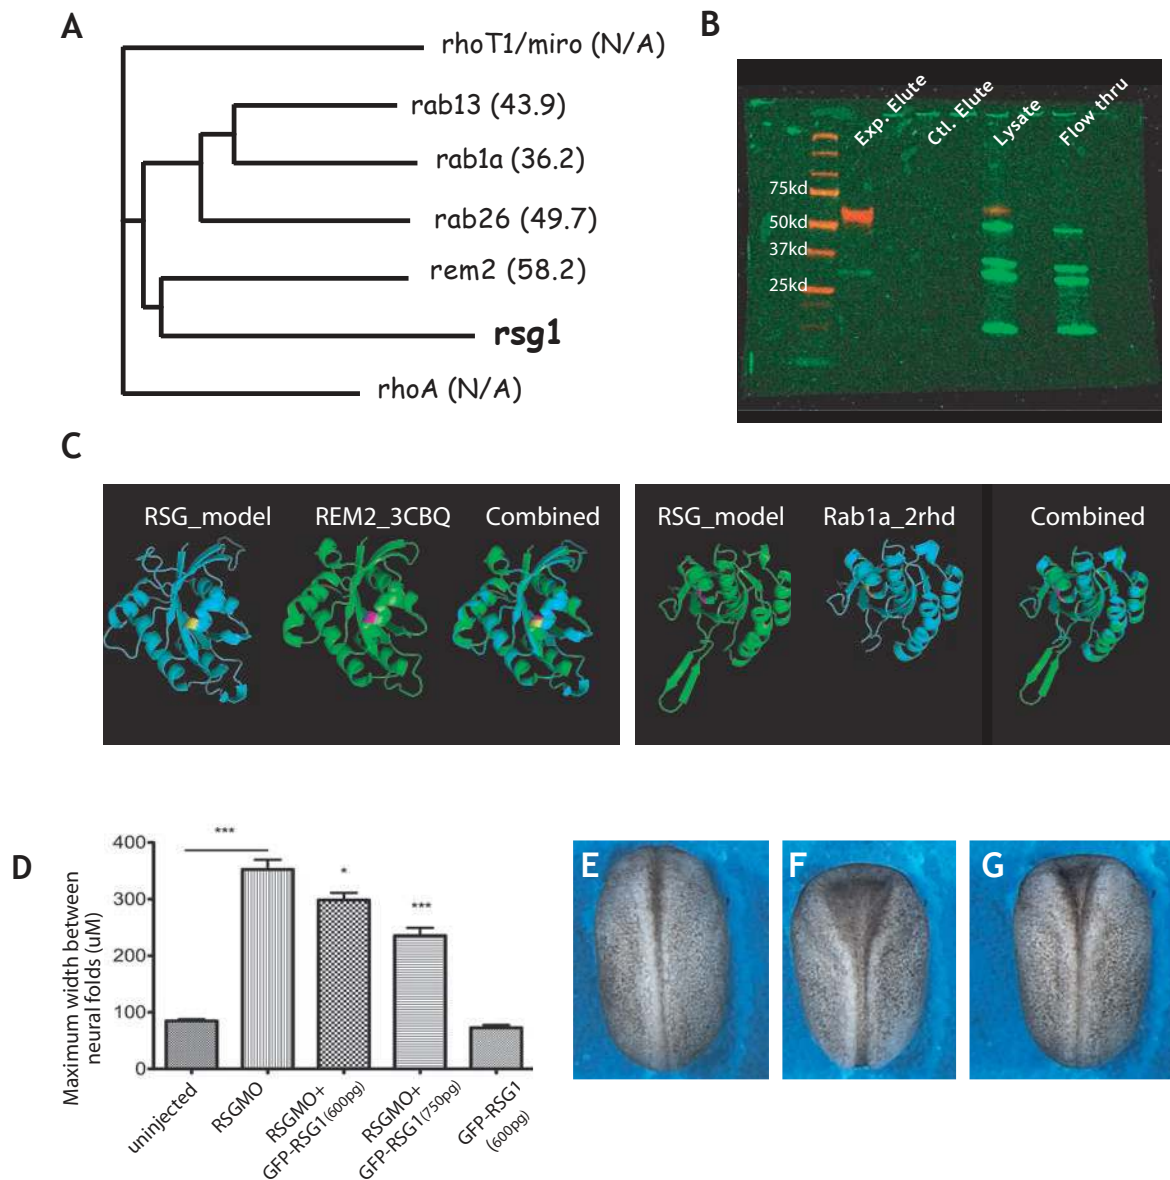 A
rhoT1/miro (N/A)
rab13 (43.9)
rab1a (36.2)
rab26 (49.7)
rem2 (58.2)
rsg1
rhoA (N/A)
B
Exp. Elute
Ctl. Elute
Lysate
Flow thru
75kd
50kd
37kd
25kd
C
RSG_model
REM2_3CBQ
Combined
RSG_model
Rab1a_2rhd
Combined
D
Maximum width between
neural folds (uM)
400
300
200
100
0
***
*
***
uninjected
RSGMO
RSGMO+
GFP-RSG1(600pg)
RSGMO+
GFP-RSG1(750pg)
GFP-RSG1
(600pg)
E
F
G